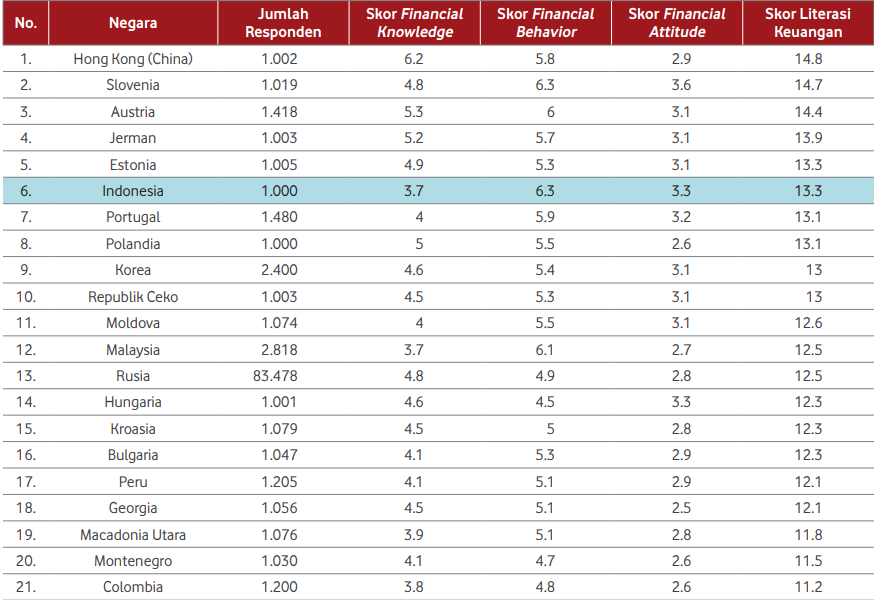 No. Negara Jumlah Responden Skor Financial Knowledge Skor Financial Behavior Skor Financial Attitude Skor Literasi Keuangan
1. Hong Kong (China) 1.002 6.2 5.8 2.9 14.8
2. Slovenia 1.019 4.8 6.3 3.6 14.7
3. Austria 1.418 5.3 6 3.1 14.4
4. Jerman 1.003 5.2 5.7 3.1 13.9
5. Estonia 1.005 4.9 5.3 3.1 13.3
6. Indonesia 1.000 3.7 6.3 3.3 13.3
7. Portugal 1.480 4 5.9 3.2 13.1
8. Polandia 1.000 5 5.5 2.6 13.1
9. Korea 2.400 4.6 5.4 3.1 13
10. Republik Ceko 1.003 4.5 5.3 3.1 13
11. Moldova 1.074 4 5.5 3.1 12.6
12. Malaysia 2.818 3.7 6.1 2.7 12.5
13. Rusia 83.478 4.8 4.9 2.8 12.5
14. Hungaria 1.001 4.6 4.5 3.3 12.3
15. Kroasia 1.079 4.5 5 2.8 12.3
16. Bulgaria 1.047 4.1 5.3 2.9 12.3
17. Peru 1.205 4.1 5.1 2.9 12.1
18. Georgia 1.056 4.5 5.1 2.5 12.1
19. Macadonia Utara 1.076 3.9 5.1 2.8 11.8
20. Montenegro 1.030 4.1 4.7 2.6 11.5
21. Colombia 1.200 3.8 4.8 2.6 11.2